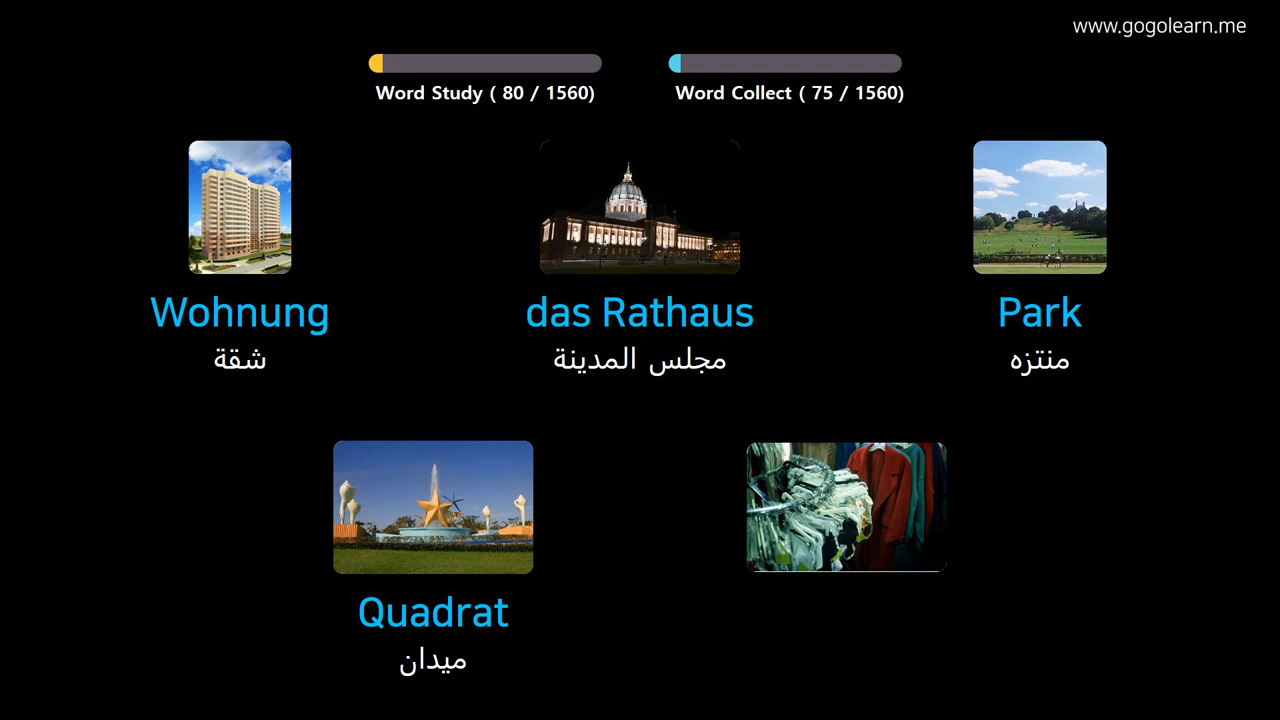 www.gogolearn.me
Word Study ( 80 / 1560)
Word Collect ( 75 / 1560)
Wohnung
شقة
das Rathaus
مجلس المدينة
Park
منتزه
Quadrat
ميدان